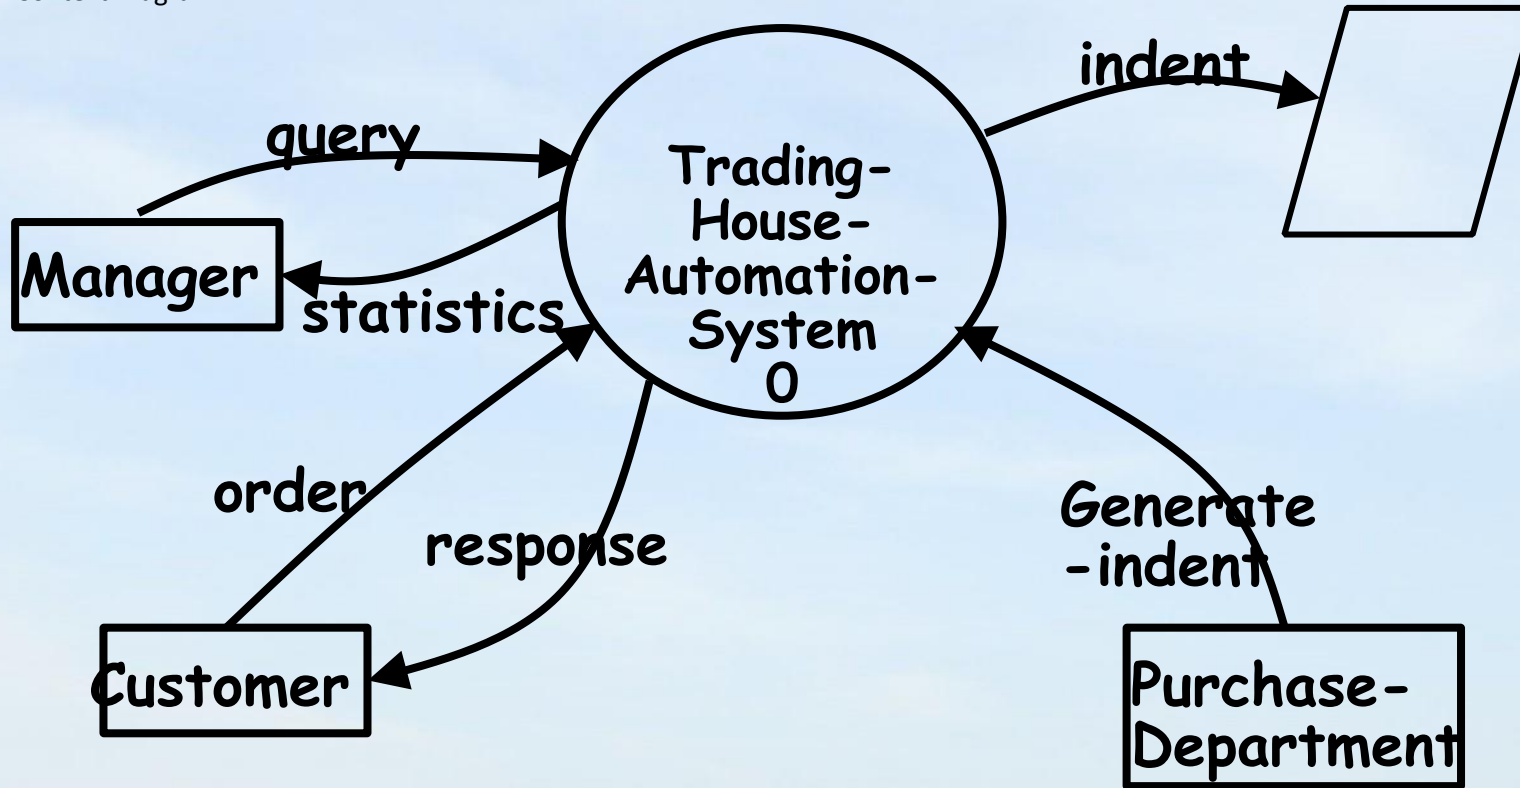 indent
query
Trading-
House-
Automation-
System
0
Manager
statistics
order
response
Generate
-indent
Customer
Purchase-
Department